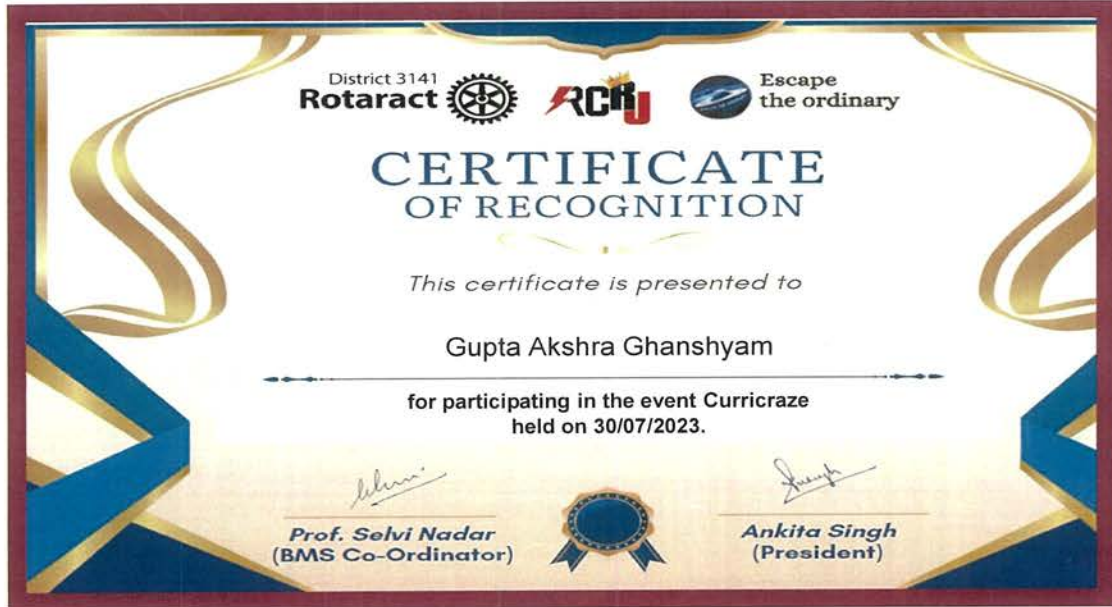 District 3141
Rotaract
RCRJ
Escape
the ordinary
CERTIFICATE
OF RECOGNITION
This certificate is presented to
Gupta Akshra Ghanshyam
for participating in the event Curricraze
held on 30/07/2023.
Prof. Selvi Nadar
(BMS Co-Ordinator)
Ankita Singh
(President)